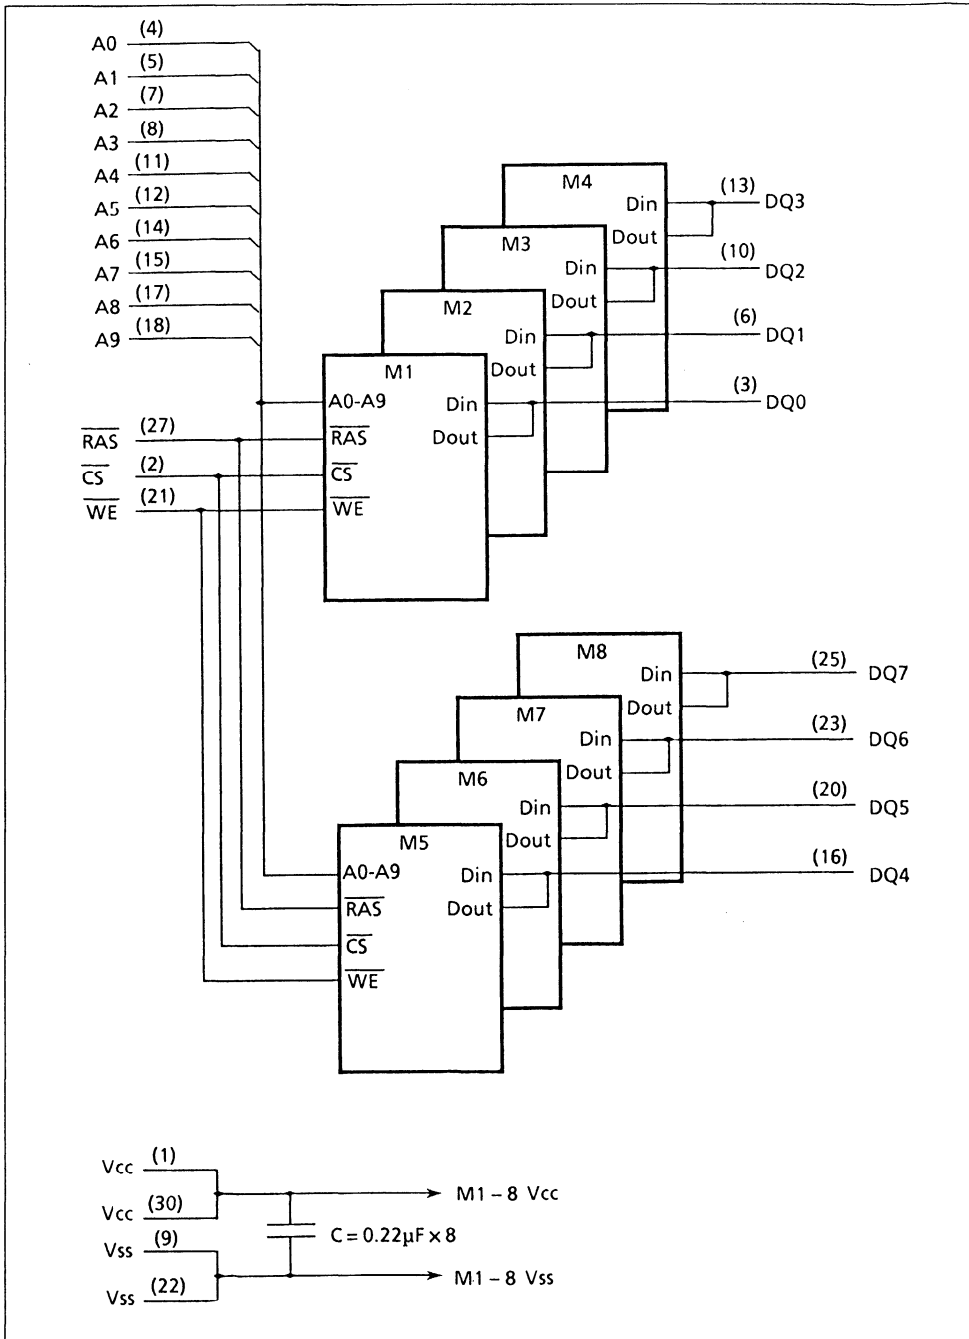 A0 (4)
A1 (5)
A2 (7)
A3 (8)
A4 (11)
A5 (12)
A6 (14)
A7 (15)
A8 (17)
A9 (18)
RAS (27)
CS (2)
WE (21)
M4
Din (13) DQ3
Dout
M3
Din (10) DQ2
Dout
M2
Din (6) DQ1
Dout
M1
A0-A9 Din (3) DQ0
RAS Dout
CS
WE
M8
Din (25) DQ7
Dout
M7
Din (23) DQ6
Dout
M6
Din (20) DQ5
Dout
M5
A0-A9 Din (16) DQ4
RAS Dout
CS
WE
Vcc (1)
M1 – 8 Vcc
Vcc (30)
C = 0.22µF × 8
Vss (9)
M1 – 8 Vss
Vss (22)